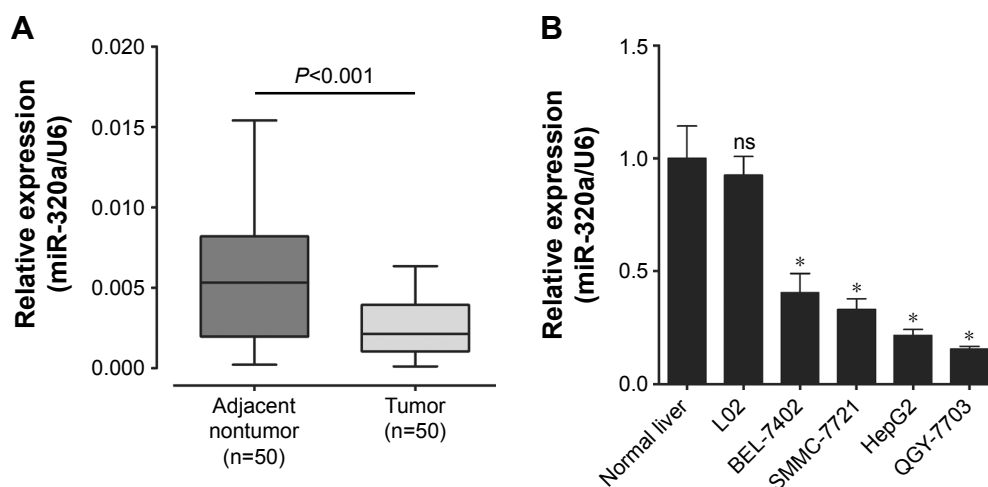 A
Relative expression
(miR-320a/U6)
0.020
0.015
0.010
0.005
0.000
P<0.001
Adjacent
nontumor
(n=50)
Tumor
(n=50)
B
Relative expression
(miR-320a/U6)
1.5
1.0
0.5
0.0
ns
*
*
*
*
Normal liver
L02
BEL-7402
SMMC-7721
HepG2
QGY-7703